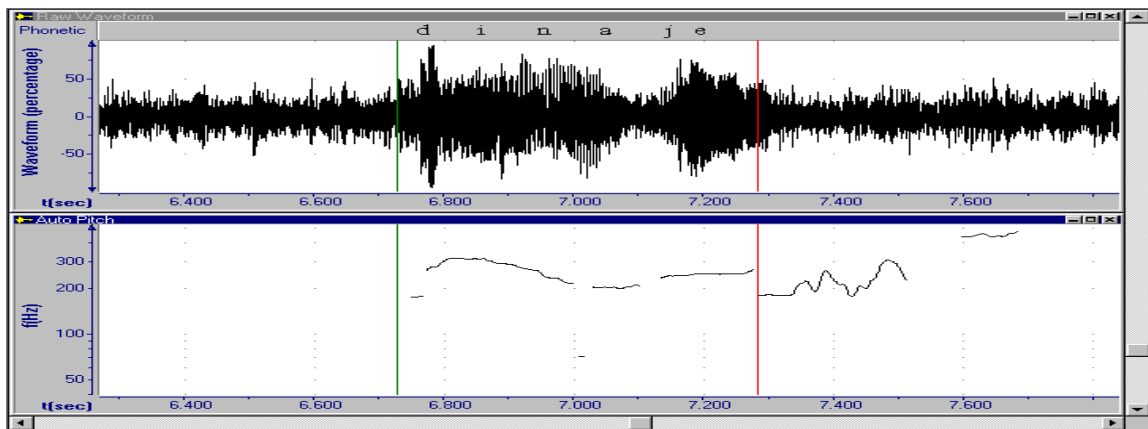 Raw Waveform
Phonetic
d i n a j e
Waveform (percentage)
50
0
-50
t(sec) 6.400 6.600 6.800 7.000 7.200 7.400 7.600
Auto Pitch
f(Hz)
300
200
100
50
t(sec) 6.400 6.600 6.800 7.000 7.200 7.400 7.600